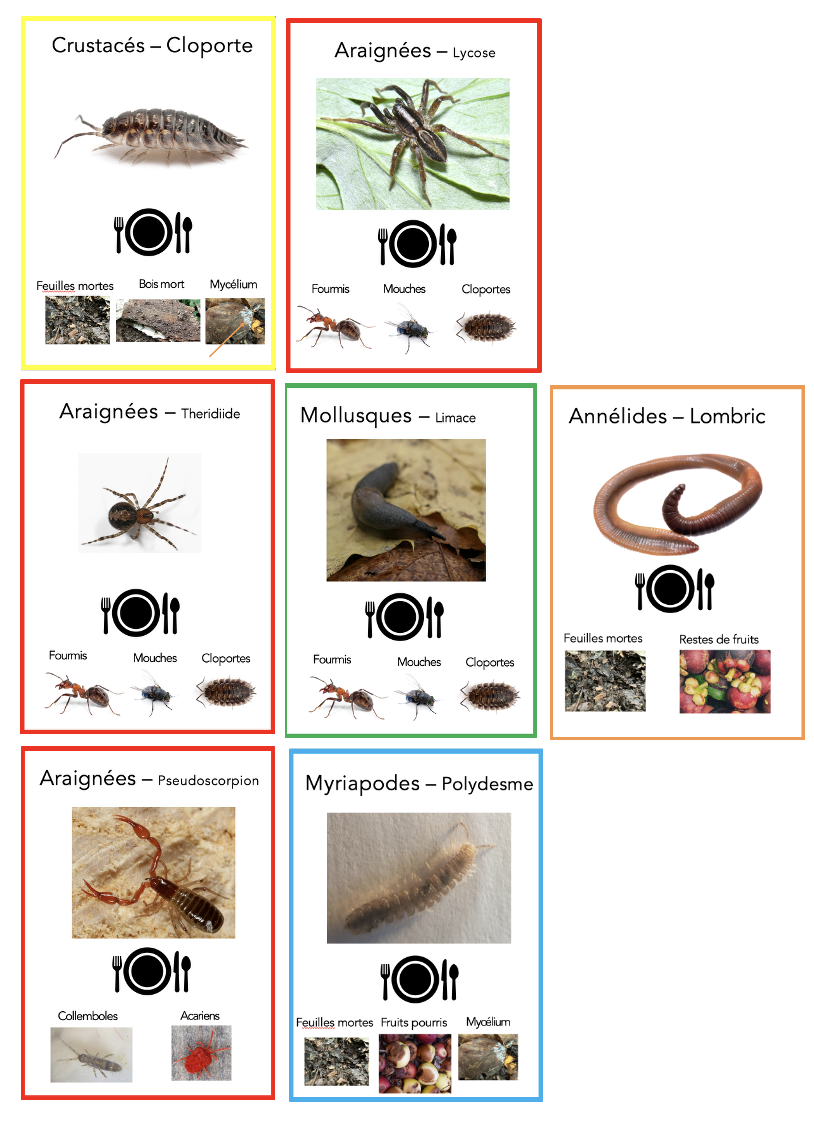 Crustacés – Cloporte
Feuilles mortes
Bois mort
Mycélium
Araignées – Lycose
Fourmis
Mouches
Cloportes
Araignées – Theridiide
Fourmis
Mouches
Cloportes
Mollusques – Limace
Fourmis
Mouches
Cloportes
Annélides – Lombric
Feuilles mortes
Restes de fruits
Araignées – Pseudoscorpion
Collemboles
Acariens
Myriapodes – Polydesme
Feuilles mortes
Fruits pourris
Mycélium